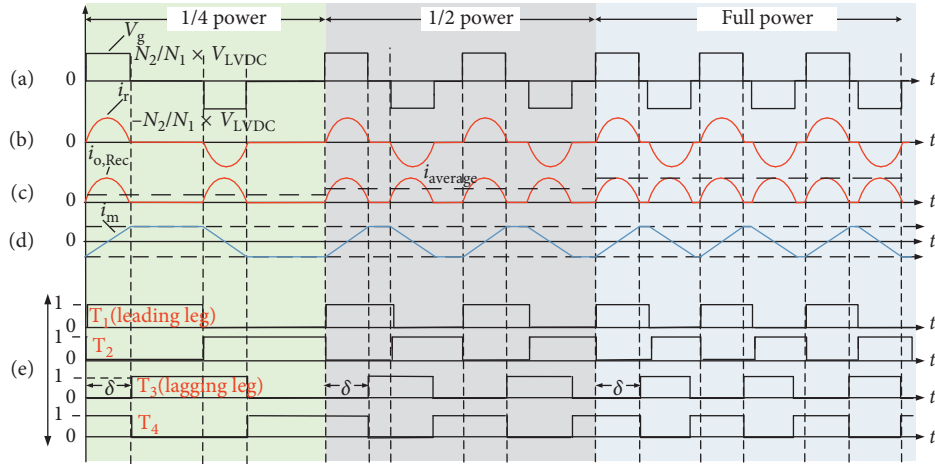 1/4 power 1/2 power Full power
V_g N_2/N_1 × V_LVDC
(a) 0 t
i_r
–N_2/N_1 × V_LVDC
(b) 0 t
i_o,Rec i_average
(c) 0 t
i_m
(d) 0 t
1 T_1(leading leg)
0 t
1 T_2
0 t
(e)
1 δ T_3(lagging leg) δ δ
0 t
1 T_4
0 t